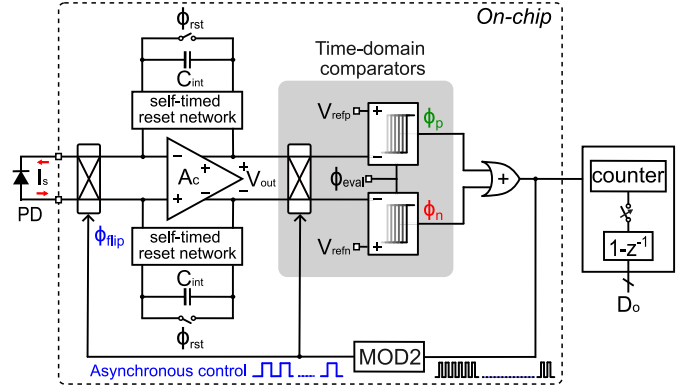 On-chip
ϕrst
Cint
self-timed
reset network
Time-domain
comparators
Vrefp
+
−
ϕp
Is
PD
−
+
Ac
+
−
+
Vout
−
ϕeval
+
counter
1-z⁻¹
Do
ϕflip
self-timed
reset network
−
+
ϕn
Vrefn
Cint
ϕrst
Asynchronous control
MOD2